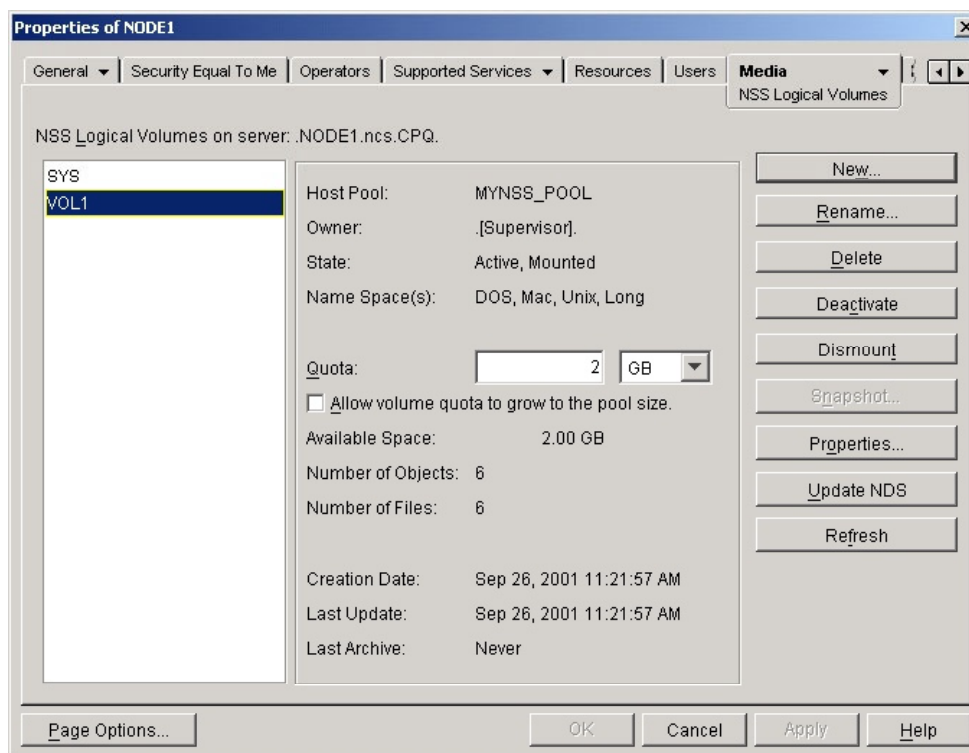 Properties of NODE1
General Security Equal To Me Operators Supported Services Resources Users Media
NSS Logical Volumes
NSS Logical Volumes on server: .NODE1.ncs.CPQ.
SYS
VOL1
Host Pool: MYNSS_POOL
Owner: .[Supervisor].
State: Active, Mounted
Name Space(s): DOS, Mac, Unix, Long
Quota: 2 GB
Allow volume quota to grow to the pool size.
Available Space: 2.00 GB
Number of Objects: 6
Number of Files: 6
Creation Date: Sep 26, 2001 11:21:57 AM
Last Update: Sep 26, 2001 11:21:57 AM
Last Archive: Never
New...
Rename...
Delete
Deactivate
Dismount
Snapshot...
Properties...
Update NDS
Refresh
Page Options... OK Cancel Apply Help